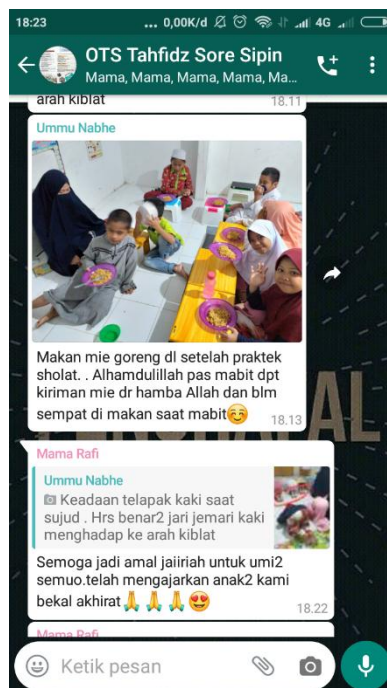 18:23
... 0,00K/d 4G
OTS Tahfidz Sore Sipin
Mama, Mama, Mama, Mama, Ma...
arah kiblat
18.11
Ummu Nabhe
Makan mie goreng dl setelah praktek
sholat. . Alhamdulillah pas mabit dpt
kiriman mie dr hamba Allah dan blm
sempat di makan saat mabit☺️
18.13
Mama Rafi
Ummu Nabhe
📷 Keadaan telapak kaki saat
sujud . Hrs benar2 jari jemari kaki
menghadap ke arah kiblat
Semoga jadi amal jaiiriah untuk umi2
semuo.telah mengajarkan anak2 kami
bekal akhirat🙏🙏🙏😍
18.22
Mama Rafi
Ketik pesan